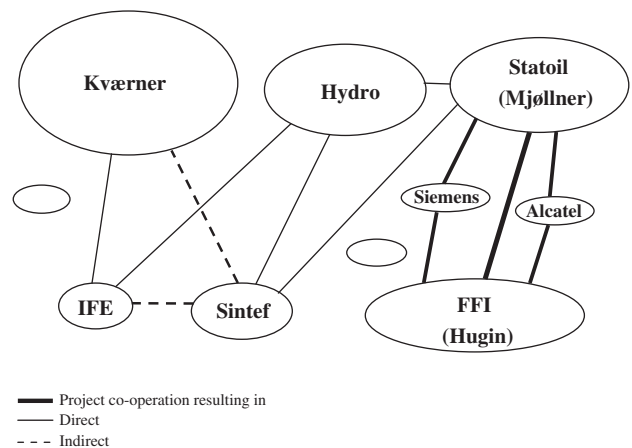 Kværner
Hydro
Statoil
(Mjøllner)
Siemens
Alcatel
IFE
Sintef
FFI
(Hugin)
Project co-operation resulting in
Direct
Indirect